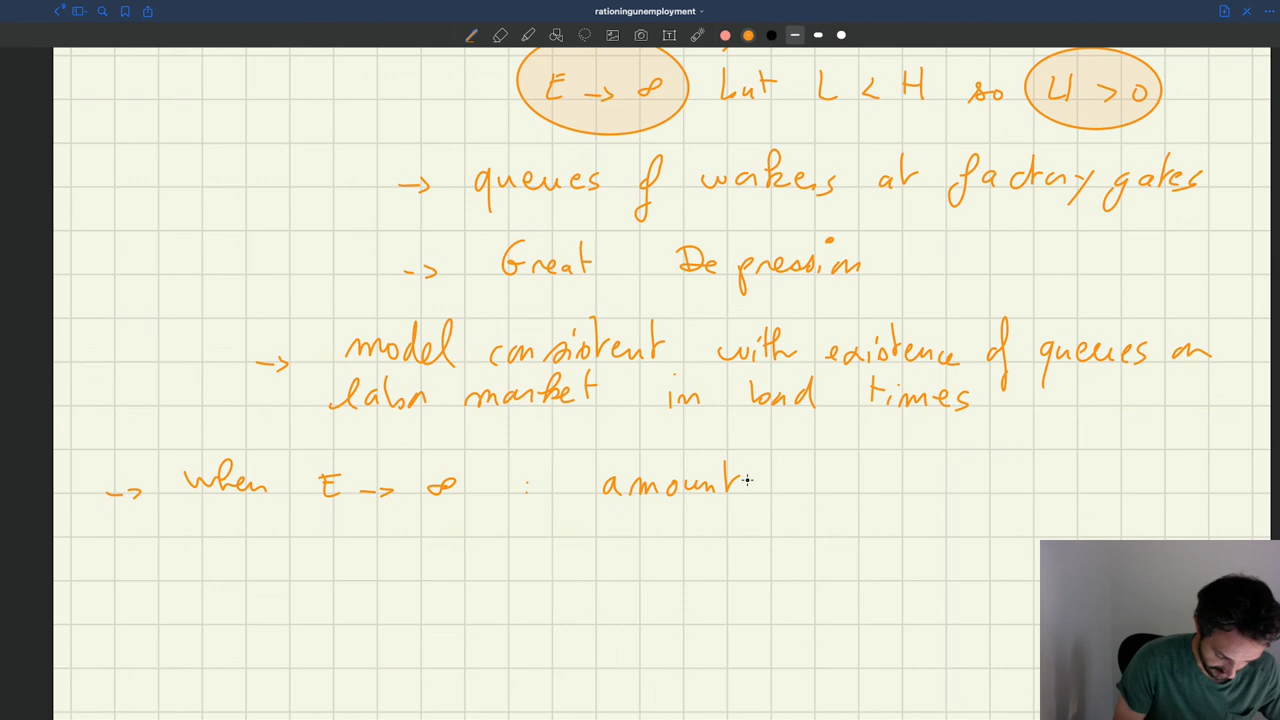 rationingunemployment
E → ∞ but L < H so U > 0
→ queues of workers at factory gates
→ Great Depression
→ model consistent with existence of queues on
labor market in bad times
→ when E → ∞ : amount